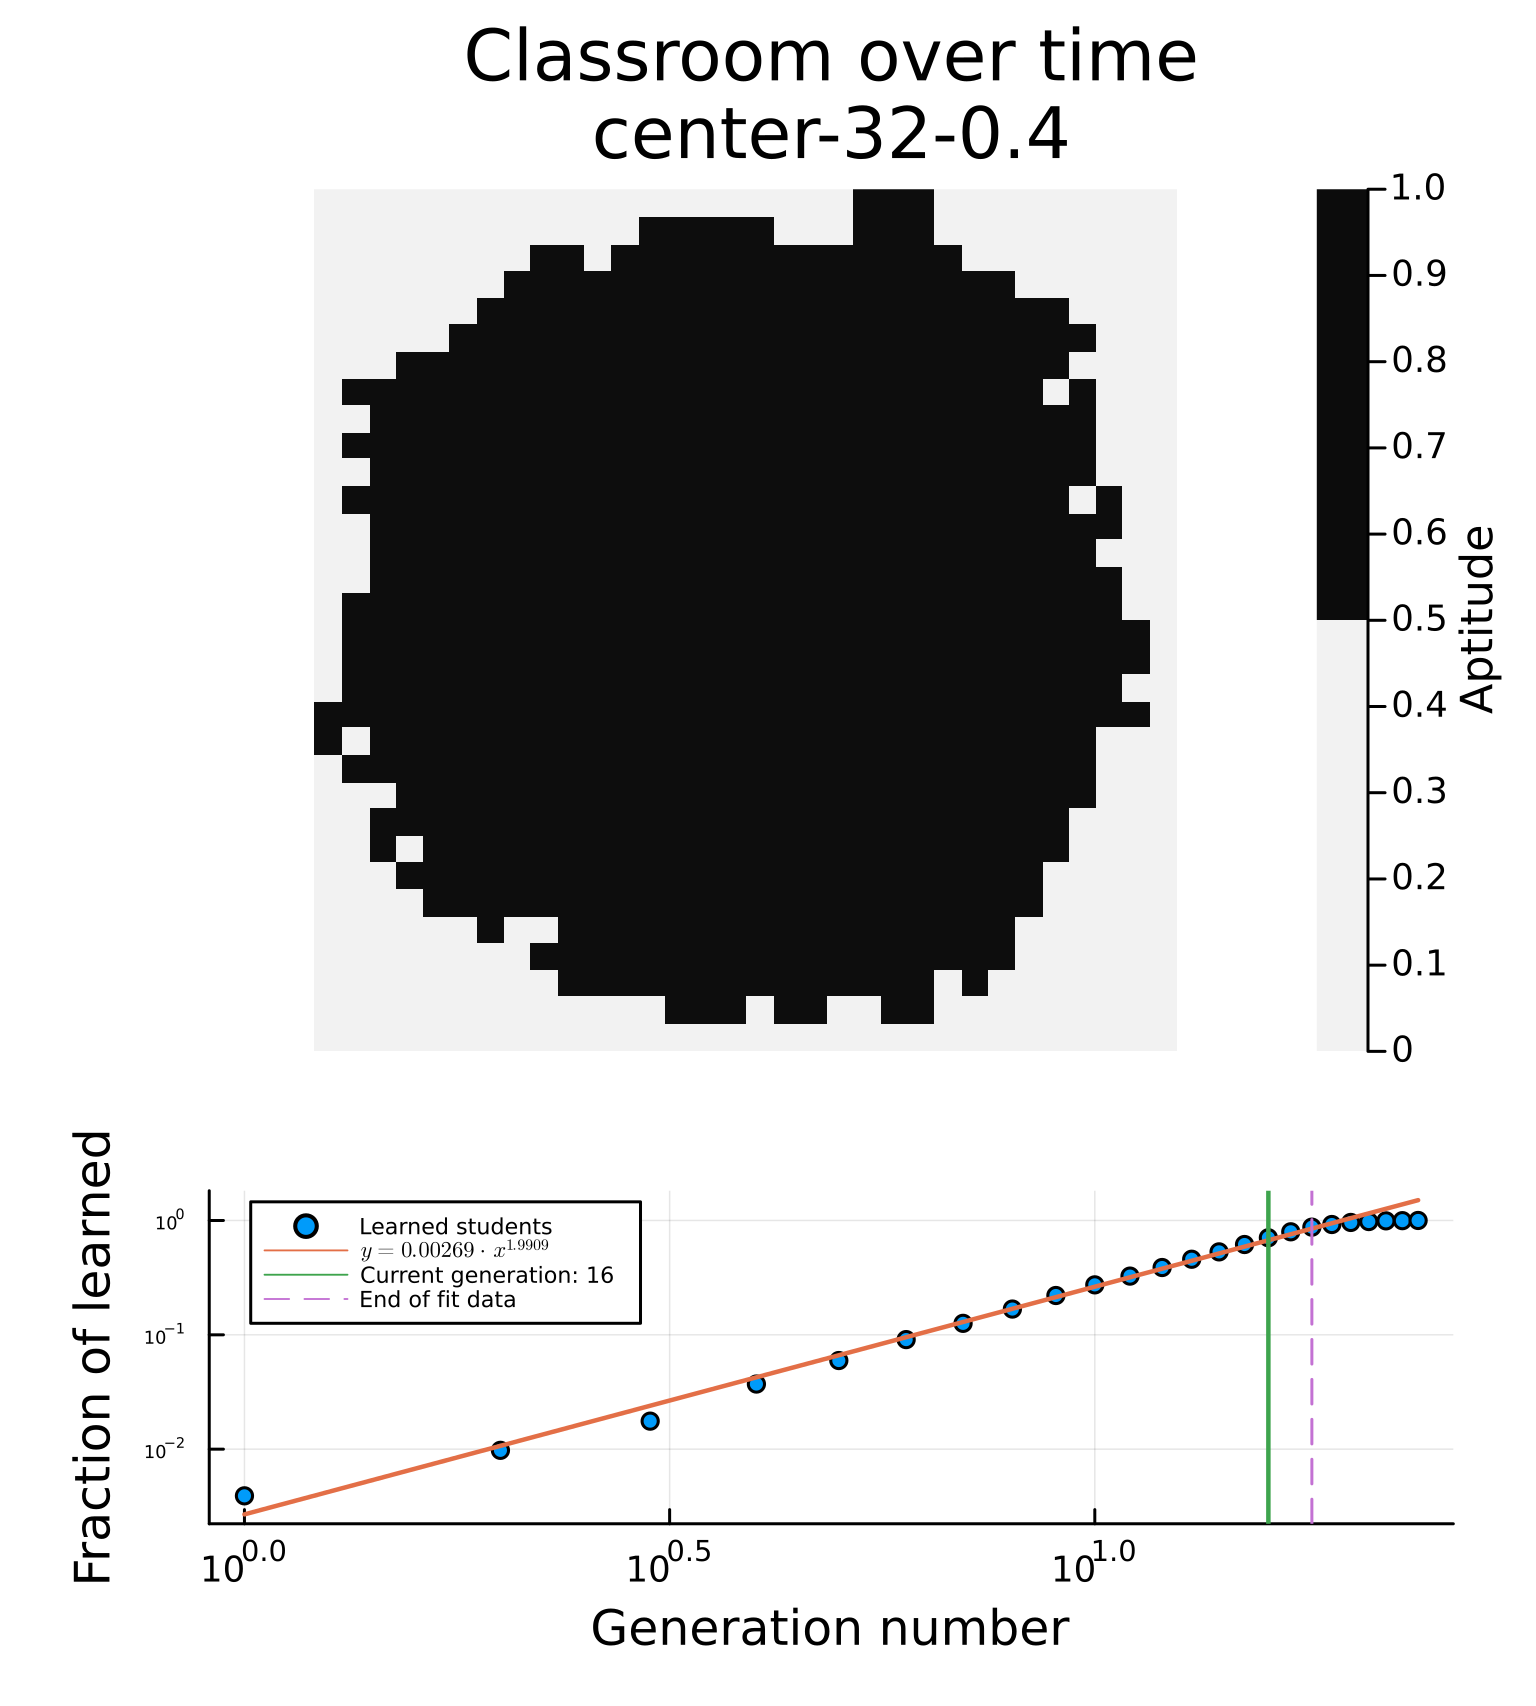 Classroom over time
center-32-0.4
1.0
0.9
0.8
0.7
0.6
0.5
0.4
0.3
0.2
0.1
0
Aptitude
Fraction of learned
10^0
10^−1
10^−2
Learned students
y = 0.00269 · x^1.9909
Current generation: 16
End of fit data
10^0.0
10^0.5
10^1.0
Generation number